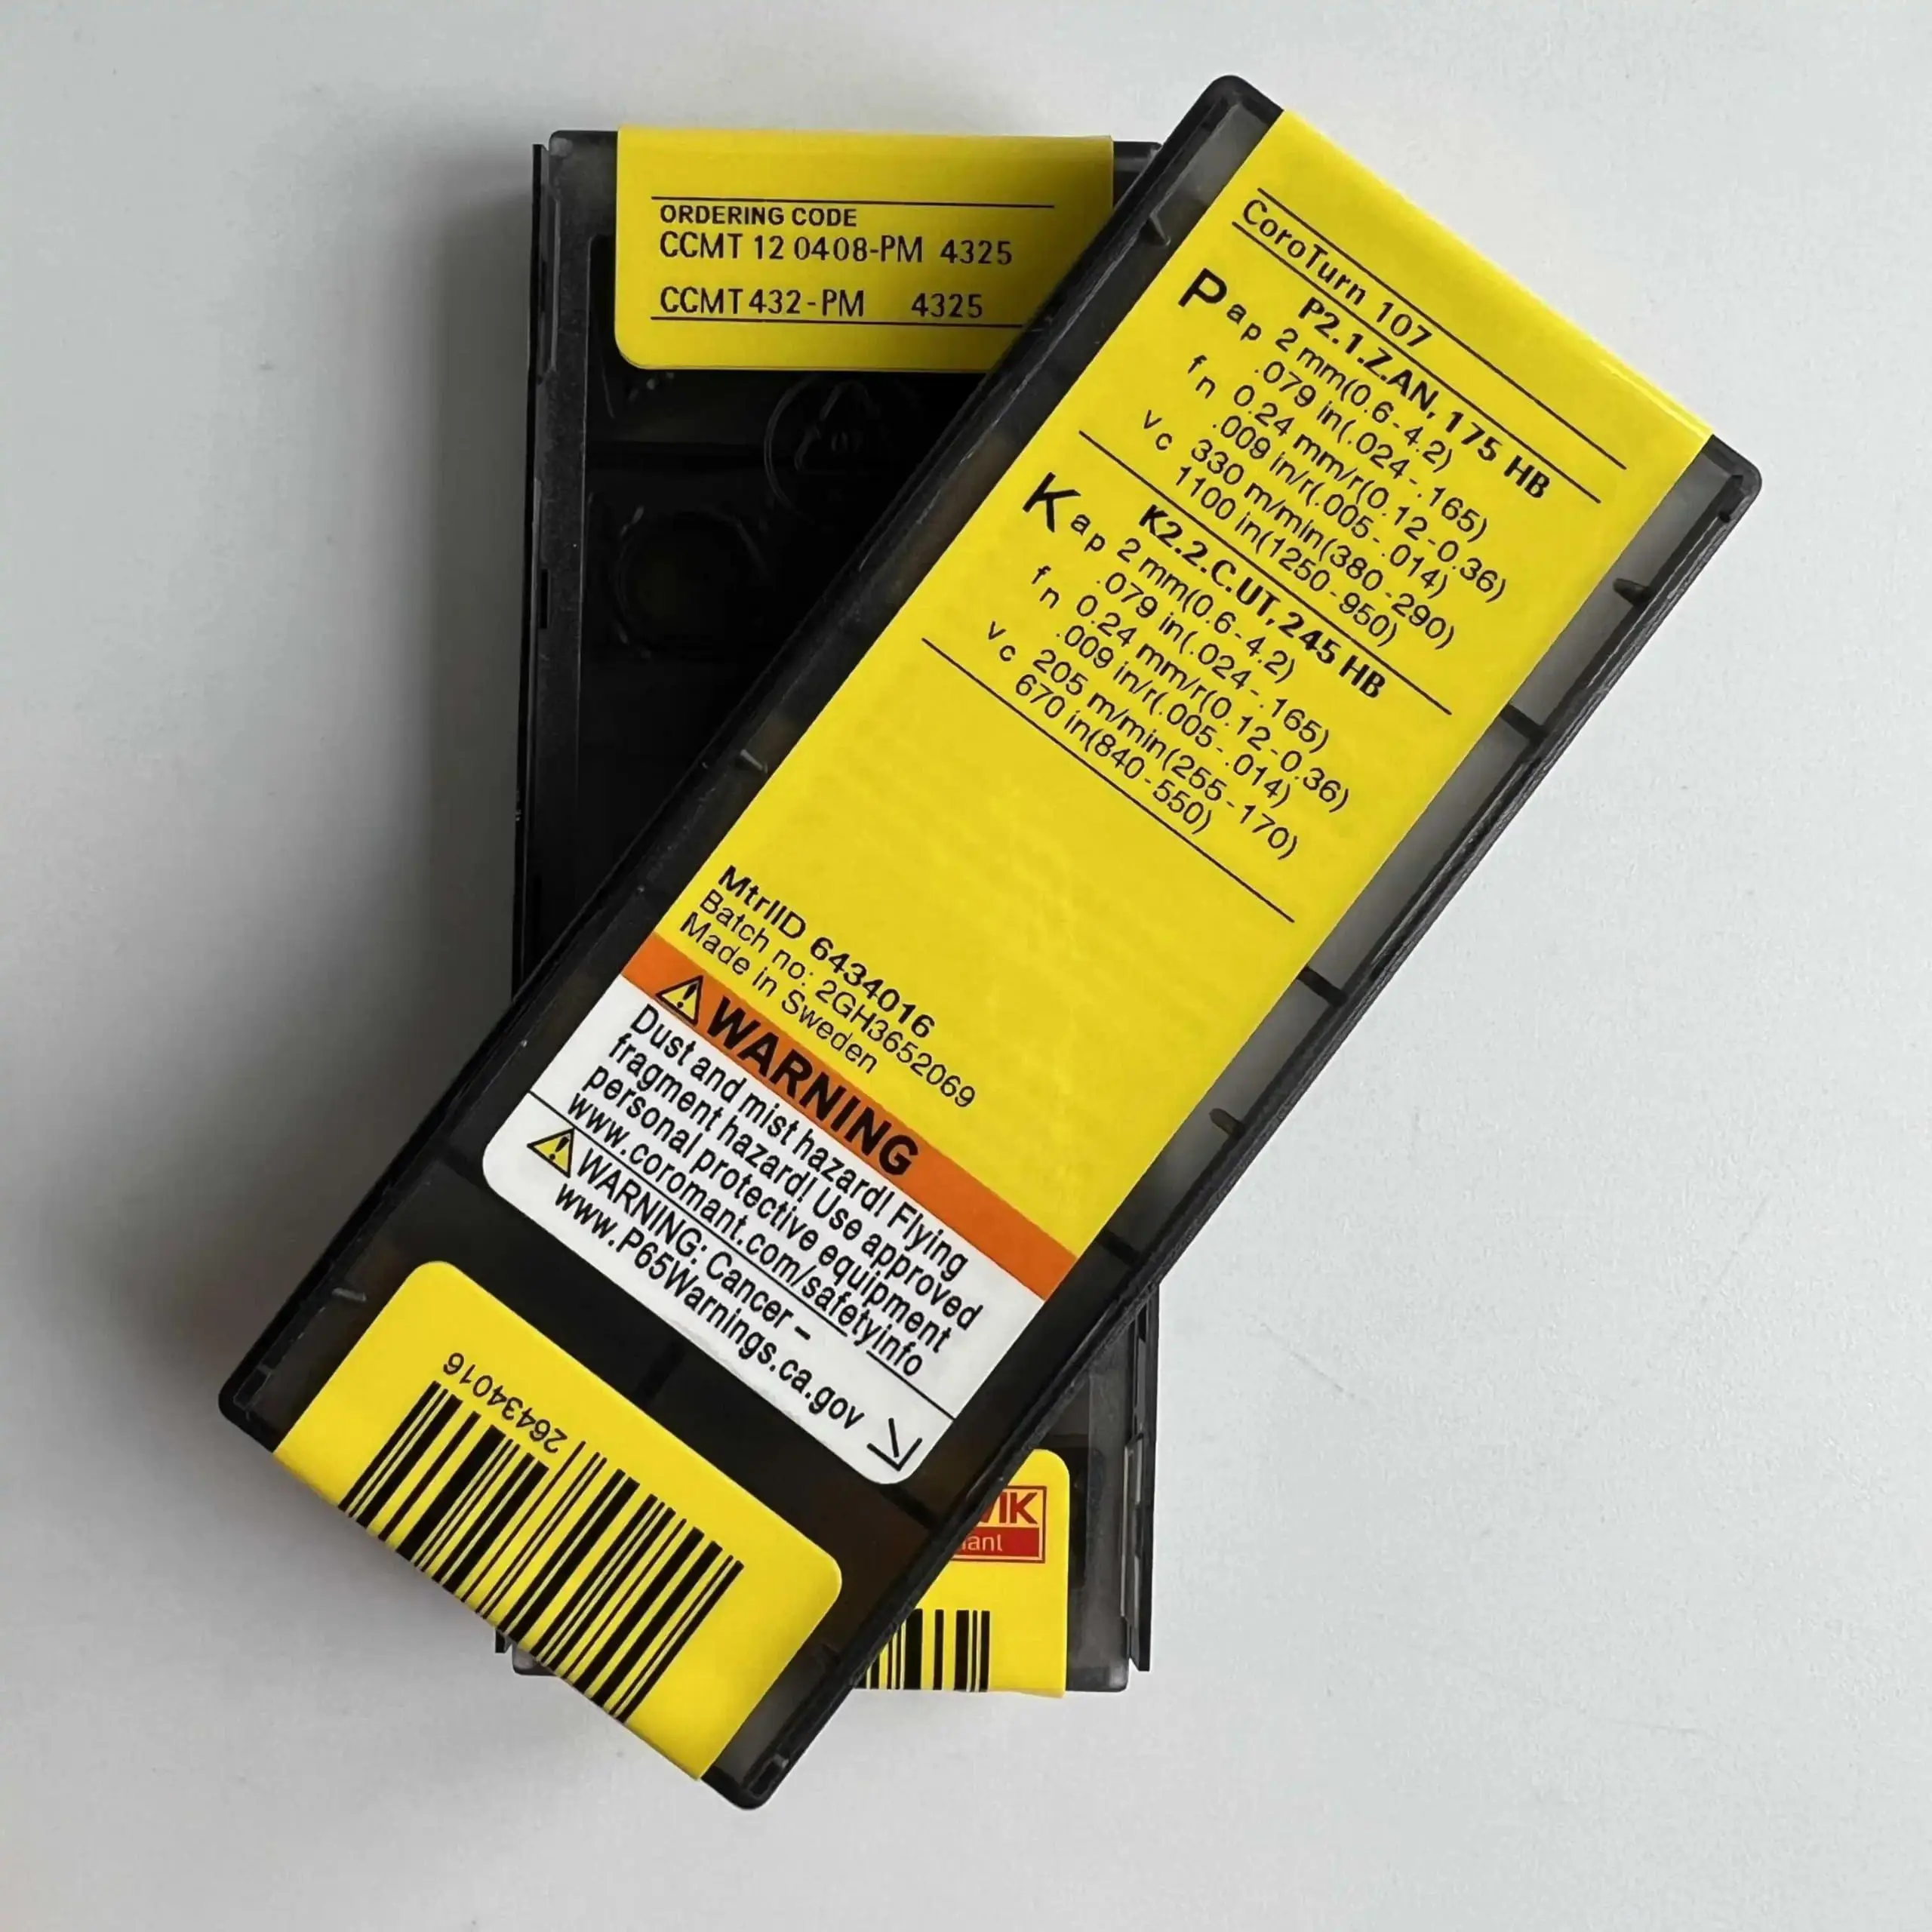 ORDERING CODE
CCMT 12 0408-PM 4325
CCMT 432-PM 4325
CoroTurn 107
P P2.1.Z.AN, 175 HB
ap 2 mm(0.6-4.2)
.079 in(.024-.165)
fn 0.24 mm/r(0.12-0.36)
.009 in/r(.005-.014)
vc 330 m/min(380-290)
1100 in(1250-950)
K K2.2.C.UT, 245 HB
ap 2 mm(0.6-4.2)
.079 in(.024-.165)
fn 0.24 mm/r(0.12-0.36)
.009 in/r(.005-.014)
vc 205 m/min(255-170)
670 in(840-550)
MtrlID 6434016
Batch no: 2GH3652069
Made in Sweden
WARNING
Dust and mist hazard! Flying
fragment hazard! Use approved
personal protective equipment
www.coromant.com/safetyinfo
WARNING: Cancer –
www.P65Warnings.ca.gov
26434016